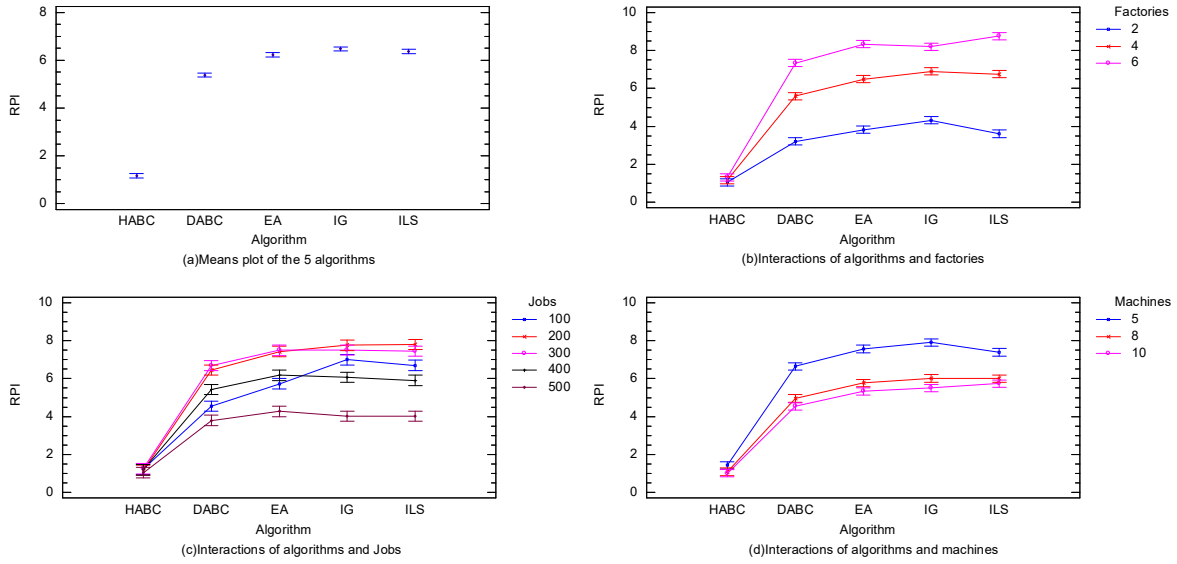 8
6
4
2
0
RPI
HABC DABC EA IG ILS
Algorithm
(a)Means plot of the 5 algorithms
10
8
6
4
2
0
RPI
HABC DABC EA IG ILS
Algorithm
(b)Interactions of algorithms and factories
Factories
2
4
6
10
8
6
4
2
0
RPI
HABC DABC EA IG ILS
Algorithm
(c)Interactions of algorithms and Jobs
Jobs
100
200
300
400
500
10
8
6
4
2
0
RPI
HABC DABC EA IG ILS
Algorithm
(d)Interactions of algorithms and machines
Machines
5
8
10